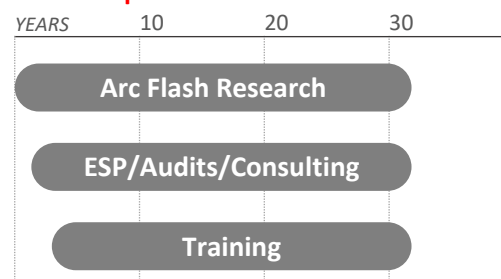 YEARS 10 20 30
Arc Flash Research
ESP/Audits/Consulting
Training